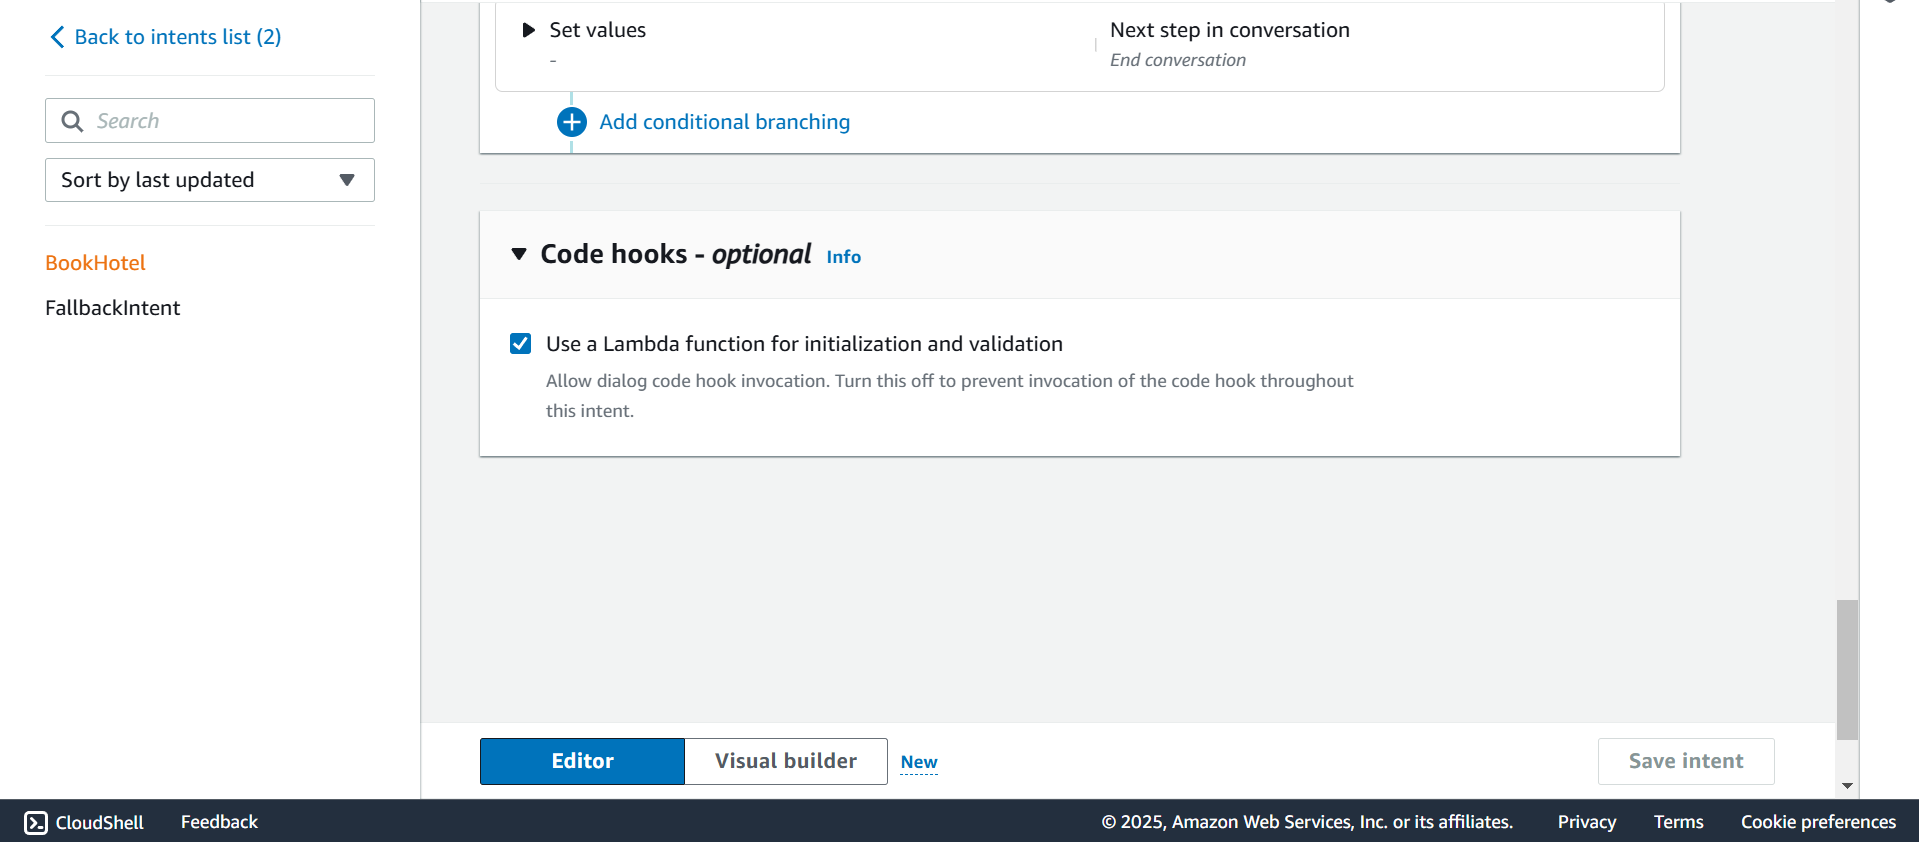 Back to intents list (2)
Search
Sort by last updated
BookHotel
FallbackIntent
Set values
-
Next step in conversation
End conversation
Add conditional branching
Code hooks - optional Info
Use a Lambda function for initialization and validation
Allow dialog code hook invocation. Turn this off to prevent invocation of the code hook throughout
this intent.
Editor Visual builder New Save intent
CloudShell Feedback © 2025, Amazon Web Services, Inc. or its affiliates. Privacy Terms Cookie preferences